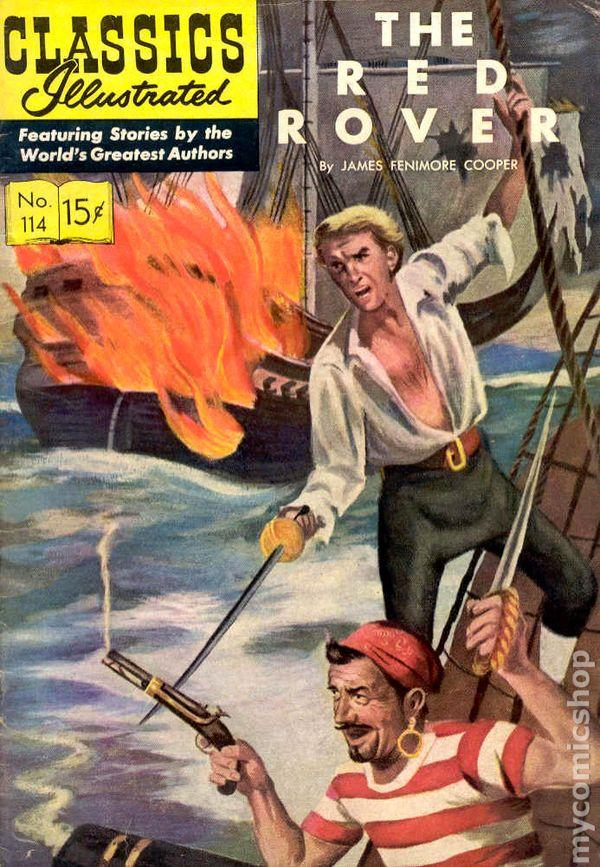 CLASSICS
Illustrated
Featuring Stories by the
World's Greatest Authors
No.
114
15¢
THE
RED
ROVER
By JAMES FENIMORE COOPER
mycomicshop